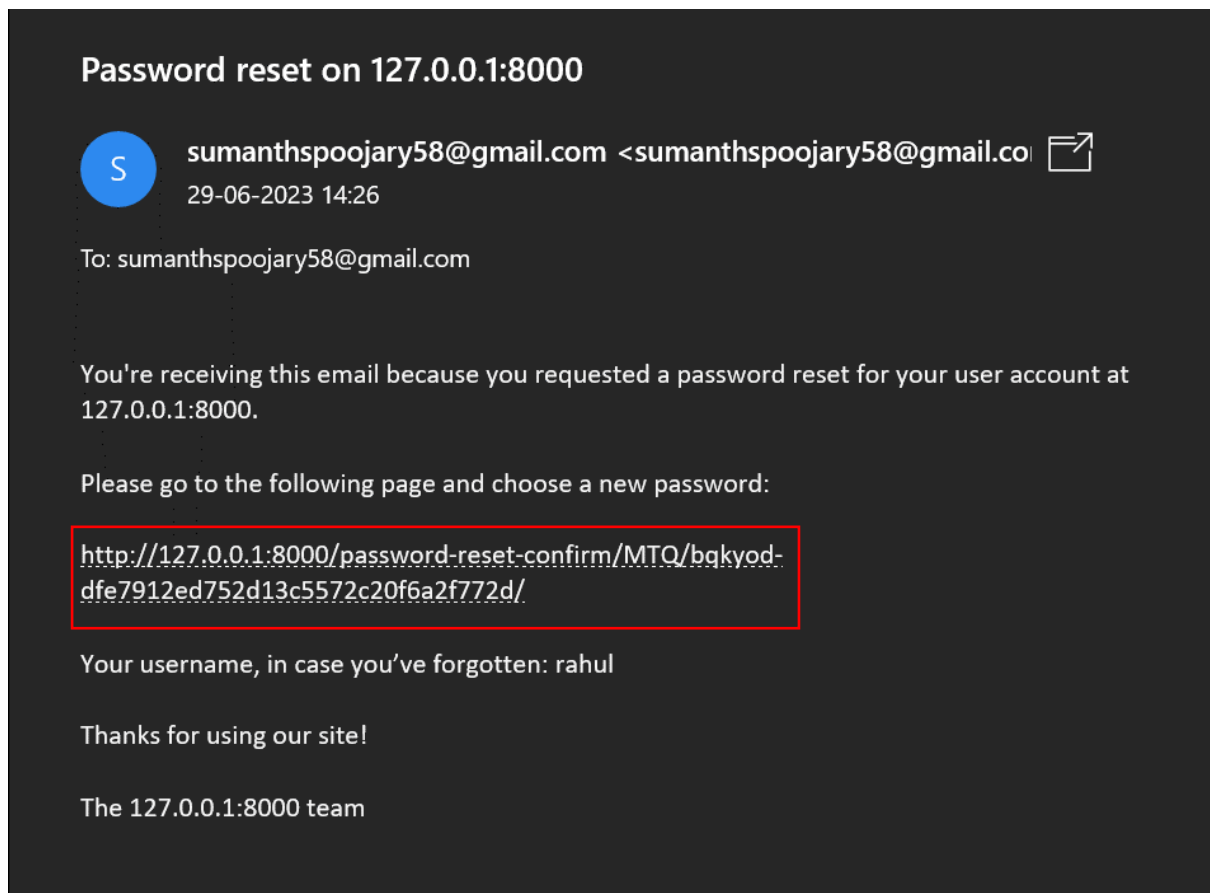 Password reset on 127.0.0.1:8000
S
sumanthspoojary58@gmail.com <sumanthspoojary58@gmail.co
29-06-2023 14:26
To: sumanthspoojary58@gmail.com
You're receiving this email because you requested a password reset for your user account at
127.0.0.1:8000.
Please go to the following page and choose a new password:
http://127.0.0.1:8000/password-reset-confirm/MTQ/bqkyod-
dfe7912ed752d13c5572c20f6a2f772d/
Your username, in case you’ve forgotten: rahul
Thanks for using our site!
The 127.0.0.1:8000 team